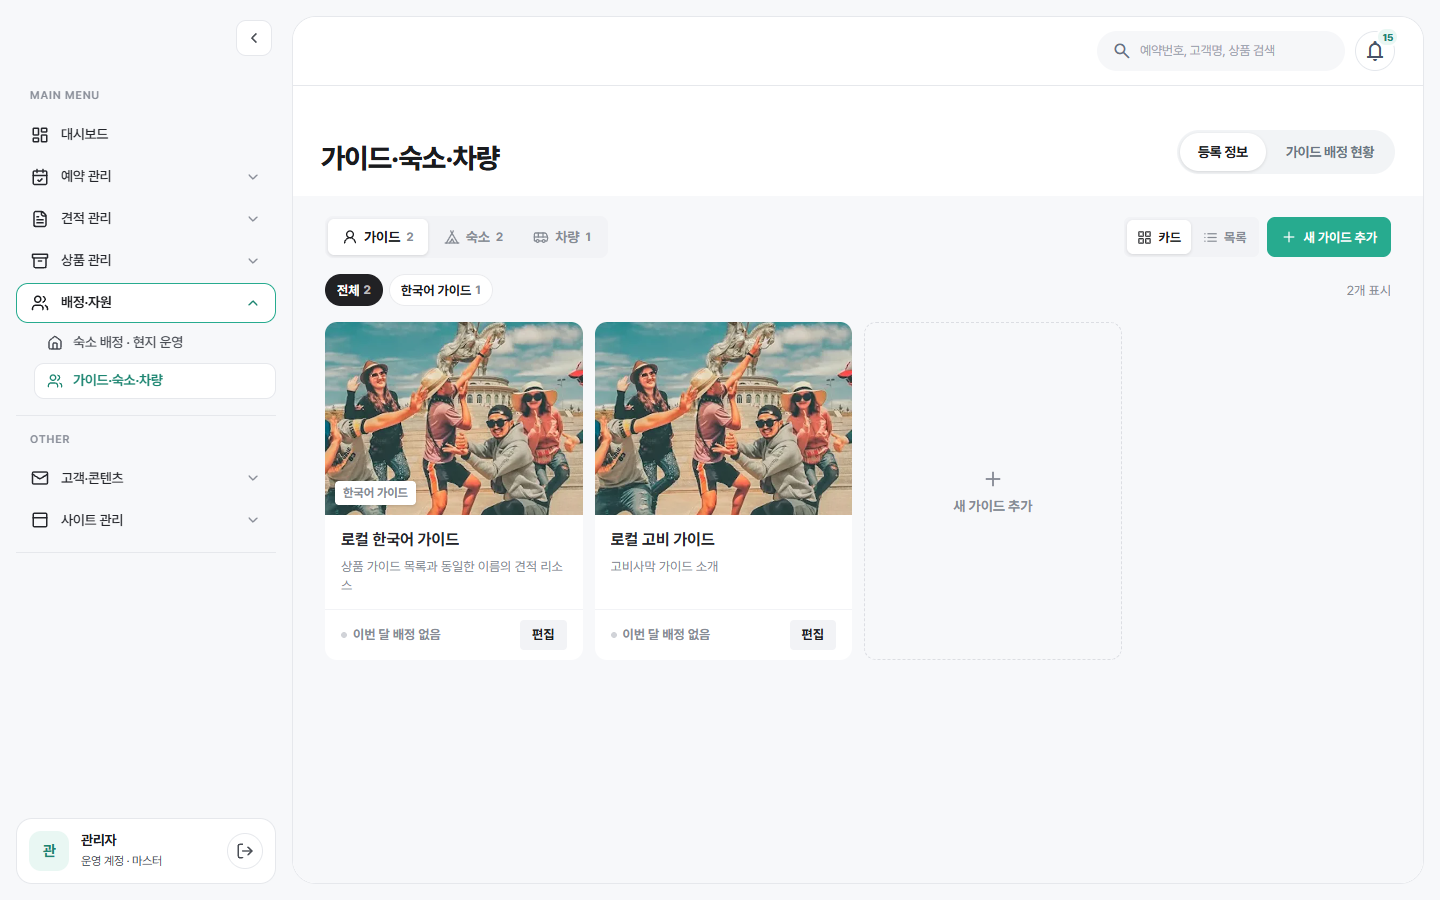 예약번호, 고객명, 상품 검색
15
MAIN MENU
대시보드
예약 관리
견적 관리
상품 관리
배정·자원
숙소 배정 · 현지 운영
가이드·숙소·차량
OTHER
고객·콘텐츠
사이트 관리
관
관리자
운영 계정 · 마스터
가이드·숙소·차량
등록 정보
가이드 배정 현황
가이드 2
숙소 2
차량 1
카드
목록
새 가이드 추가
전체 2
한국어 가이드 1
2개 표시
한국어 가이드
로컬 한국어 가이드
상품 가이드 목록과 동일한 이름의 견적 리소
스
이번 달 배정 없음
편집
로컬 고비 가이드
고비사막 가이드 소개
이번 달 배정 없음
편집
새 가이드 추가